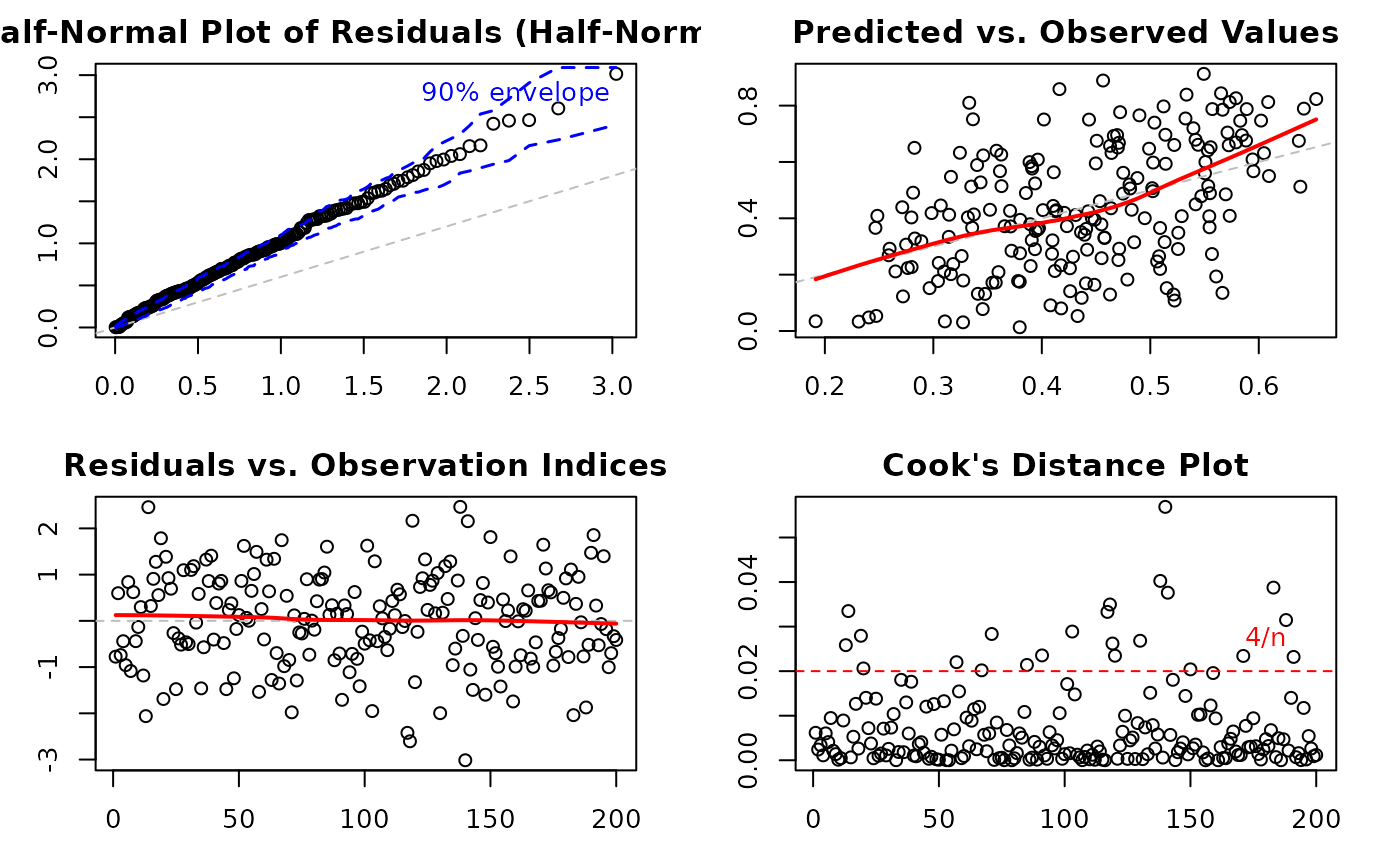 alf-Normal Plot of Residuals (Half-Norm
3.0
2.0
1.0
0.0
90% envelope
0.0 0.5 1.0 1.5 2.0 2.5 3.0
Predicted vs. Observed Values
0.8
0.4
0.0
0.2 0.3 0.4 0.5 0.6
Residuals vs. Observation Indices
2
1
-1
-3
0 50 100 150 200
Cook's Distance Plot
0.04
0.02
0.00
4/n
0 50 100 150 200